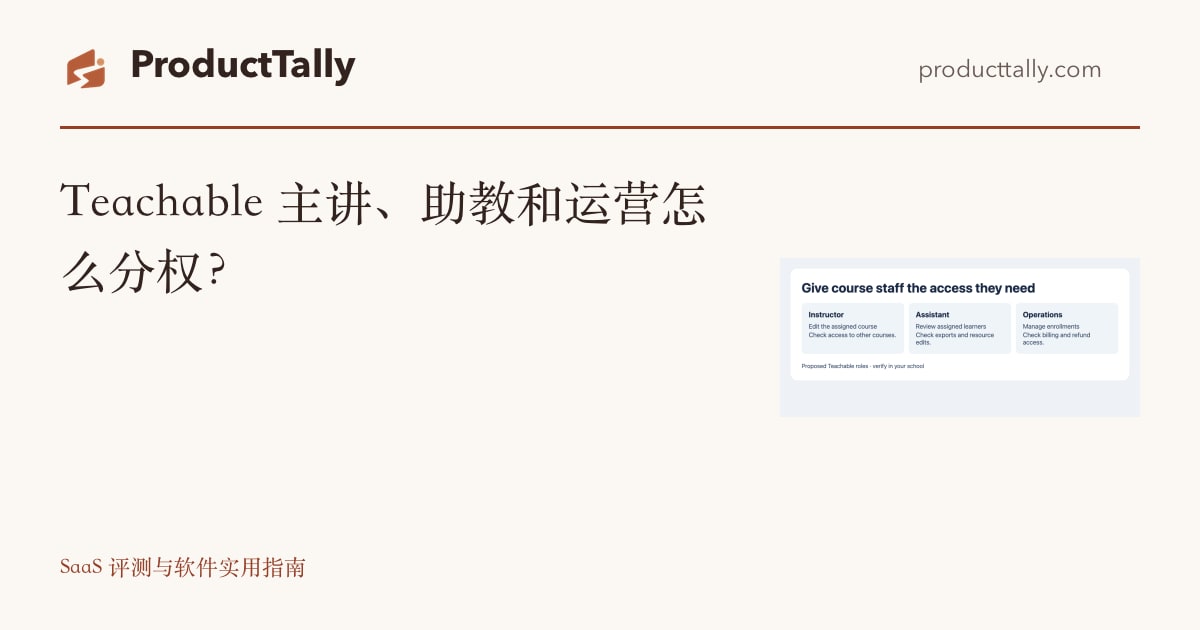 ProductTally
producttally.com
Teachable 主讲、助教和运营怎
么分权?
Give course staff the access they need
Instructor
Edit the assigned course
Check access to other courses.
Assistant
Review assigned learners
Check exports and resource
edits.
Operations
Manage enrollments
Check billing and refund
access.
Proposed Teachable roles · verify in your school
SaaS 评测与软件实用指南